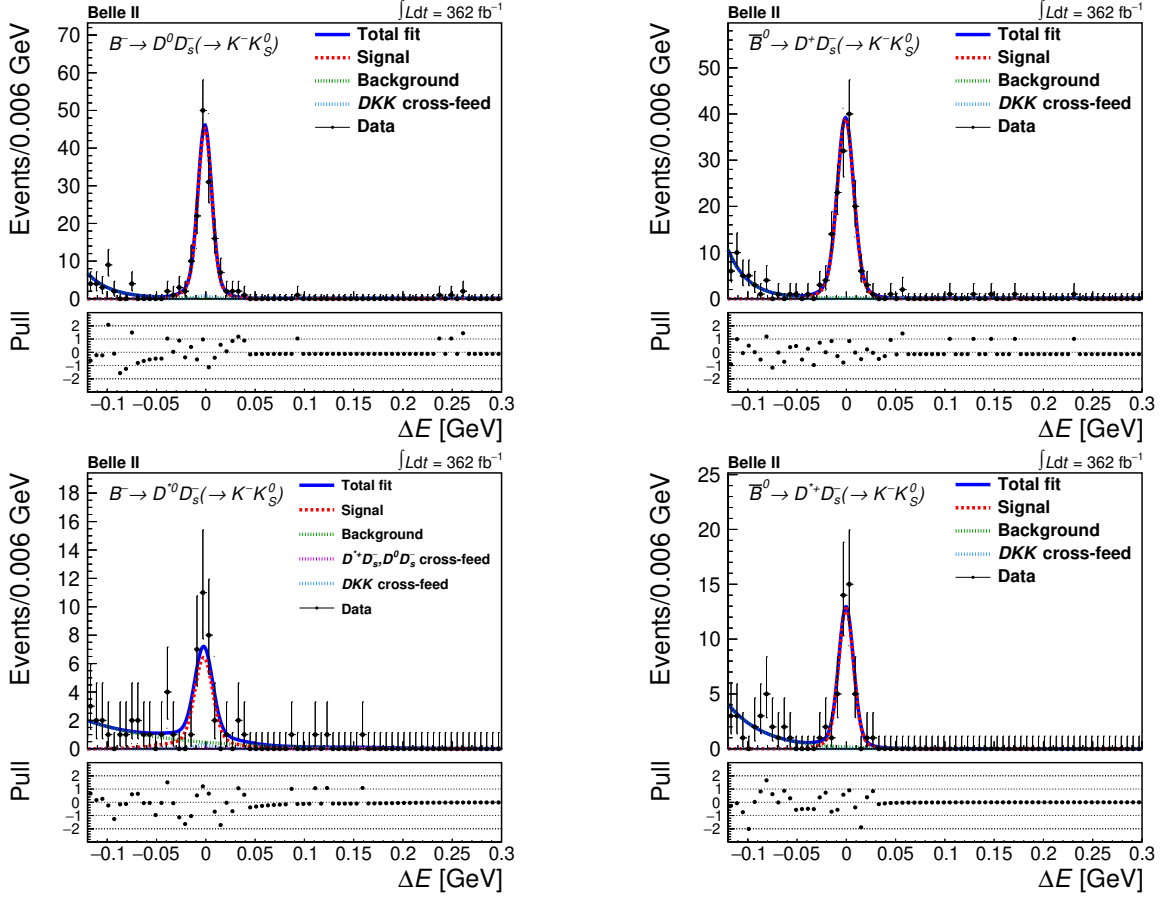 Belle II ∫Ldt = 362 fb⁻¹
B⁻→ D⁰D_s⁻(→ K⁻K_S⁰)
Total fit
Signal
Background
DKK cross-feed
Data
Events/0.006 GeV
70
60
50
40
30
20
10
0
Pull
2
1
0
−1
−2
−0.1 −0.05 0 0.05 0.1 0.15 0.2 0.25 0.3
ΔE [GeV]
Belle II ∫Ldt = 362 fb⁻¹
B̅⁰→ D⁺D_s⁻(→ K⁻K_S⁰)
Total fit
Signal
Background
DKK cross-feed
Data
Events/0.006 GeV
50
40
30
20
10
0
Pull
2
1
0
−1
−2
−0.1 −0.05 0 0.05 0.1 0.15 0.2 0.25 0.3
ΔE [GeV]
Belle II ∫Ldt = 362 fb⁻¹
B⁻→ D*⁰D_s⁻(→ K⁻K_S⁰)
Total fit
Signal
Background
D*⁺D_s⁻,D⁰D_s⁻ cross-feed
DKK cross-feed
Data
Events/0.006 GeV
18
16
14
12
10
8
6
4
2
0
Pull
2
1
0
−1
−2
−0.1 −0.05 0 0.05 0.1 0.15 0.2 0.25 0.3
ΔE [GeV]
Belle II ∫Ldt = 362 fb⁻¹
B̅⁰→ D*⁺D_s⁻(→ K⁻K_S⁰)
Total fit
Signal
Background
DKK cross-feed
Data
Events/0.006 GeV
25
20
15
10
5
0
Pull
2
1
0
−1
−2
−0.1 −0.05 0 0.05 0.1 0.15 0.2 0.25 0.3
ΔE [GeV]